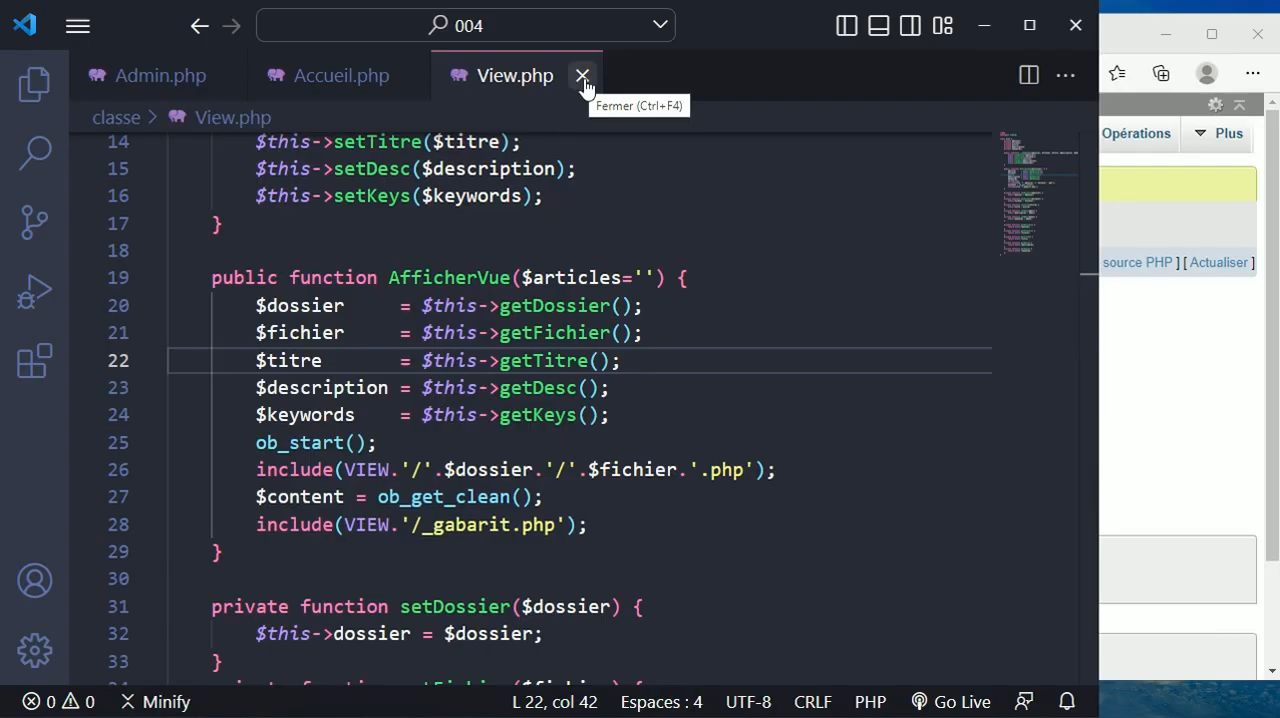 004
Admin.php
Accueil.php
View.php
Fermer (Ctrl+F4)
classe > View.php
14 $this->setTitre($titre);
15 $this->setDesc($description);
16 $this->setKeys($keywords);
17 }
18
19 public function AfficherVue($articles='') {
20 $dossier = $this->getDossier();
21 $fichier = $this->getFichier();
22 $titre = $this->getTitre();
23 $description = $this->getDesc();
24 $keywords = $this->getKeys();
25 ob_start();
26 include(VIEW.'/'.$dossier.'/'.$fichier.'.php');
27 $content = ob_get_clean();
28 include(VIEW.'/_gabarit.php');
29 }
30
31 private function setDossier($dossier) {
32 $this->dossier = $dossier;
33 }
0 0 Minify L 22, col 42 Espaces : 4 UTF-8 CRLF PHP Go Live
Opérations Plus
source PHP ] [ Actualiser ]